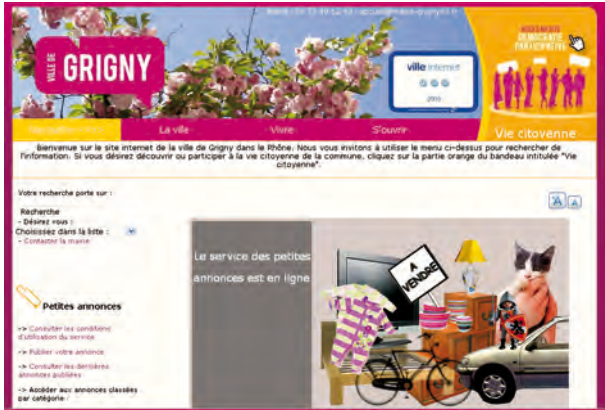 VILLE DE
GRIGNY
ville internet
DEMOCRATIE
PARTICIPATIVE
La ville
Vivre
S'ouvrir
Vie citoyenne
bienvenue sur le site internet de la ville de Grigny dans le Rhône. Nous vous invitons à utiliser le menu ci-dessus pour rechercher de
l'information. Si vous désirez découvrir ou participer à la vie citoyenne de la commune, cliquez sur la partie orange du bandeau intitulée "Vie
citoyenne".
Votre recherche porte sur :
A A
Recherche
- Désirez vous :
Choisissez dans la liste :
- Contacter la mairie
Le service des petites
annonces est en ligne
A
VENDRE
Petites annonces
-> Consulter les conditions
d'utilisation du service
-> Publier votre annonce
-> Consulter les dernières
annonces publiées
-> Accéder aux annonces classées
par catégorie :